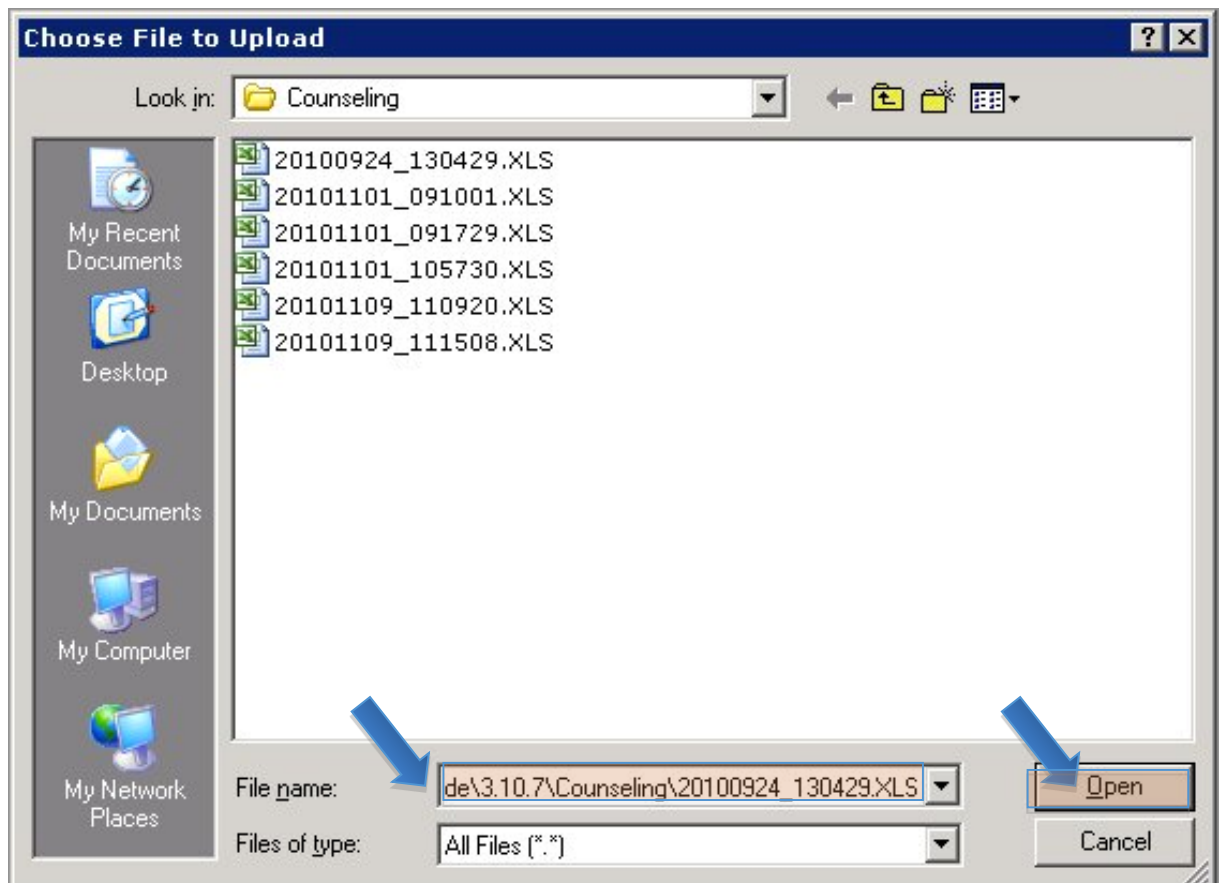 Choose File to Upload
Look in: Counseling
20100924_130429.XLS
20101101_091001.XLS
20101101_091729.XLS
20101101_105730.XLS
20101109_110920.XLS
20101109_111508.XLS
My Recent
Documents
Desktop
My Documents
My Computer
My Network
Places
File name: de\3.10.7\Counseling\20100924_130429.XLS Open
Files of type: All Files (*.*) Cancel